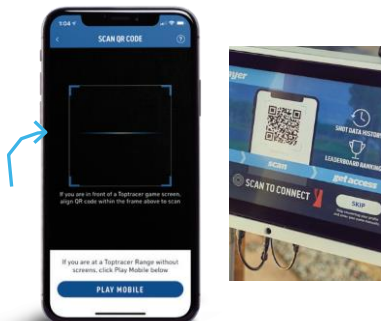 1:04
SCAN QR CODE
?
If you are in front of a Toptracer game screen,
align QR code within the frame above to scan
If you are at a Toptracer Range without
screens, click Play Mobile below
PLAY MOBILE
ayer
SHOT DATA HISTORY
LEADERBOARD RANKING
scan
get access
SCAN TO CONNECT
SKIP